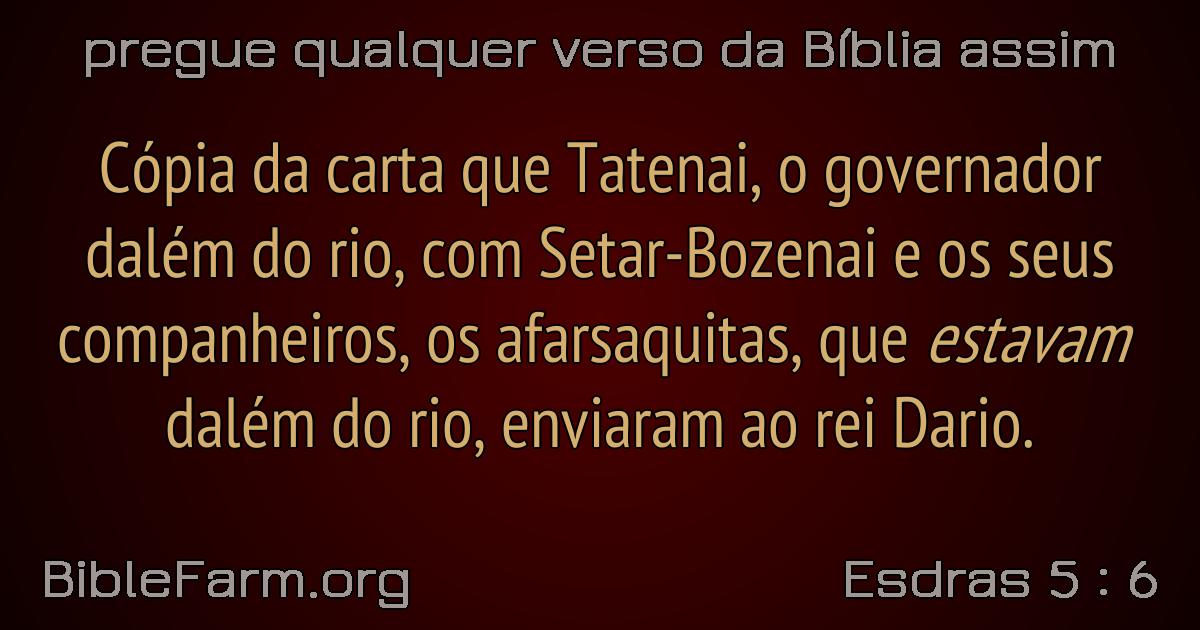 pregue qualquer verso da Bíblia assim
Cópia da carta que Tatenai, o governador
dalém do rio, com Setar-Bozenai e os seus
companheiros, os afarsaquitas, que estavam
dalém do rio, enviaram ao rei Dario.
BibleFarm.org
Esdras 5 : 6